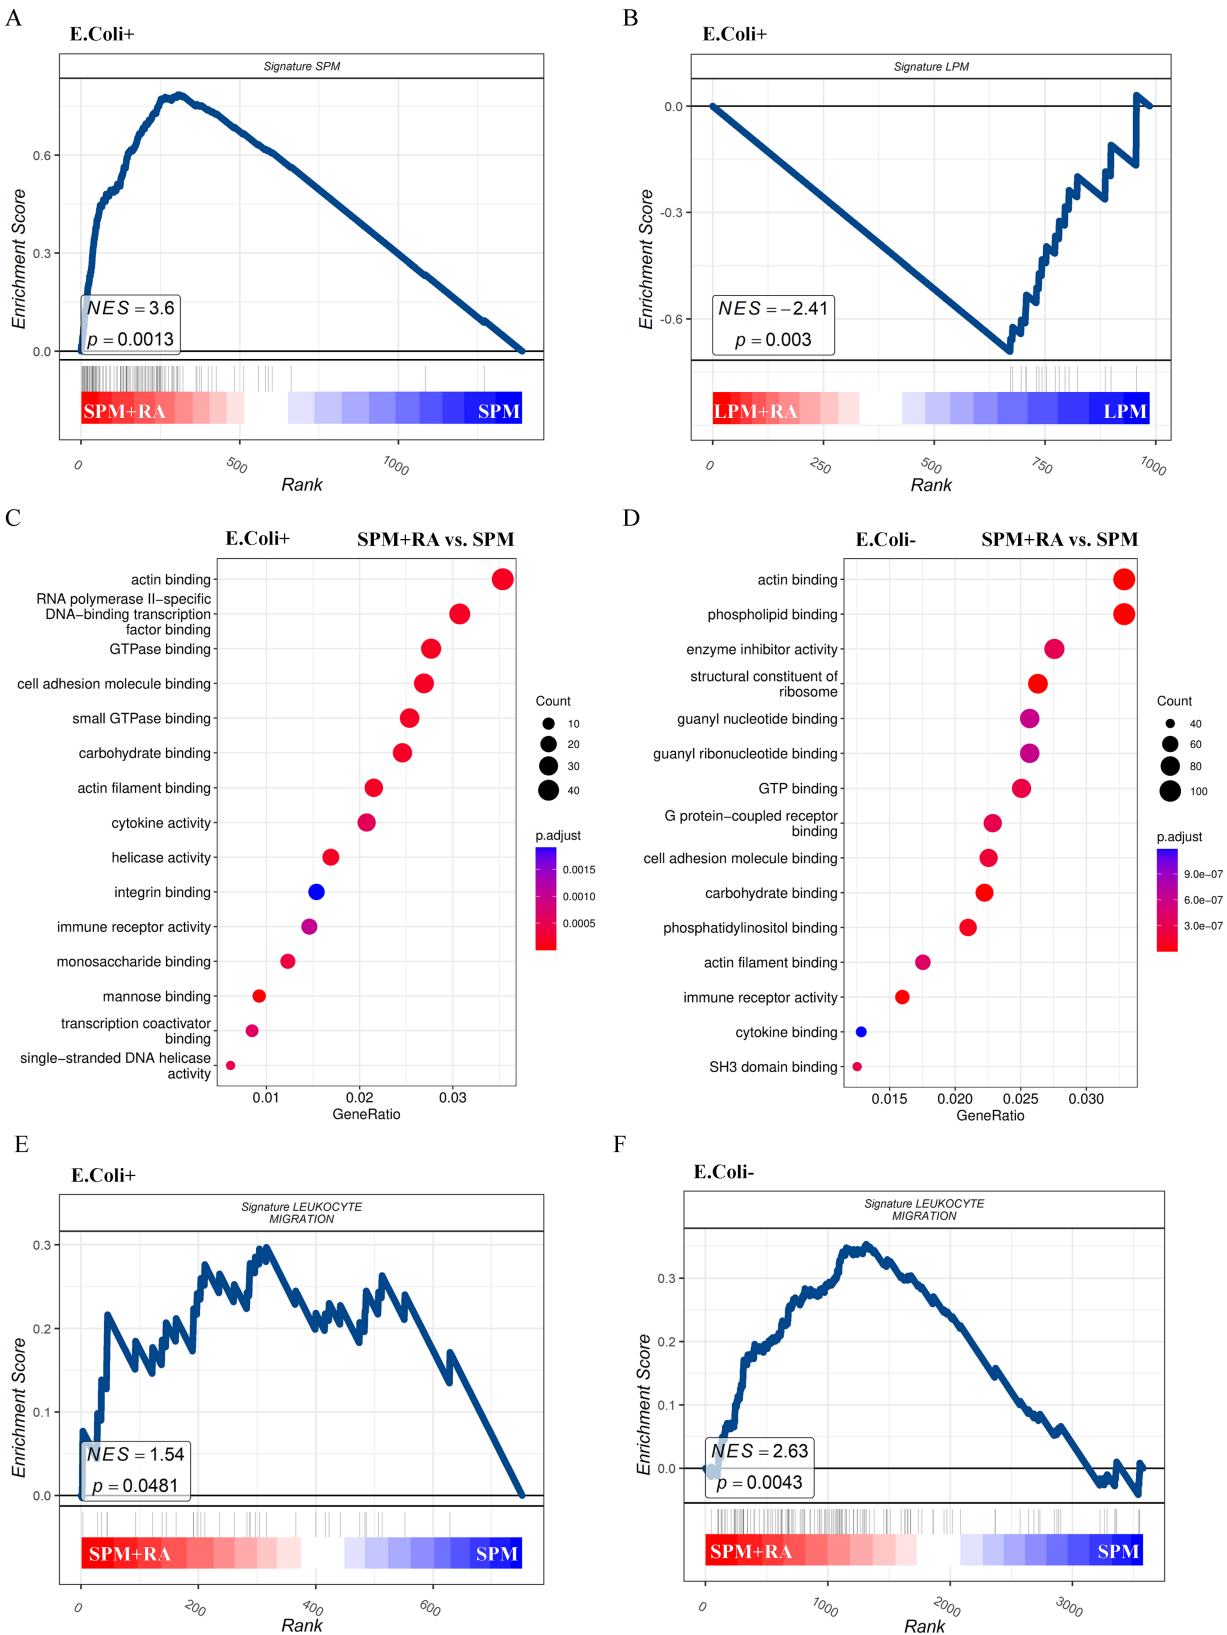 A
E.Coli+
Signature SPM
Enrichment Score
0.6
0.3
0.0
NES = 3.6
p = 0.0013
SPM+RA
SPM
0
500
1000
Rank
B
E.Coli+
Signature LPM
Enrichment Score
0.0
-0.3
-0.6
NES = −2.41
p = 0.003
LPM+RA
LPM
0
250
500
750
1000
Rank
C
E.Coli+
SPM+RA vs. SPM
actin binding
RNA polymerase II−specific
DNA−binding transcription
factor binding
GTPase binding
cell adhesion molecule binding
small GTPase binding
carbohydrate binding
actin filament binding
cytokine activity
helicase activity
integrin binding
immune receptor activity
monosaccharide binding
mannose binding
transcription coactivator
binding
single−stranded DNA helicase
activity
0.01
0.02
0.03
GeneRatio
Count
10
20
30
40
p.adjust
0.0015
0.0010
0.0005
D
E.Coli-
SPM+RA vs. SPM
actin binding
phospholipid binding
enzyme inhibitor activity
structural constituent of
ribosome
guanyl nucleotide binding
guanyl ribonucleotide binding
GTP binding
G protein−coupled receptor
binding
cell adhesion molecule binding
carbohydrate binding
phosphatidylinositol binding
actin filament binding
immune receptor activity
cytokine binding
SH3 domain binding
0.015
0.020
0.025
0.030
GeneRatio
Count
40
60
80
100
p.adjust
9.0e−07
6.0e−07
3.0e−07
E
E.Coli+
Signature LEUKOCYTE
MIGRATION
Enrichment Score
0.3
0.2
0.1
0.0
NES = 1.54
p = 0.0481
SPM+RA
SPM
0
200
400
600
Rank
F
E.Coli-
Signature LEUKOCYTE
MIGRATION
Enrichment Score
0.3
0.2
0.1
0.0
NES = 2.63
p = 0.0043
SPM+RA
SPM
0
1000
2000
3000
Rank